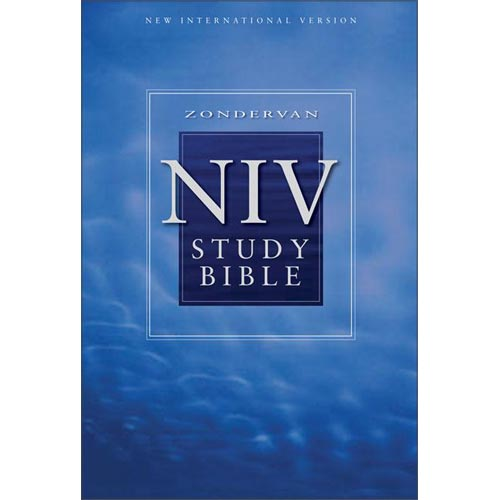 NEW INTERNATIONAL VERSION
ZONDERVAN
NIV
STUDY
BIBLE